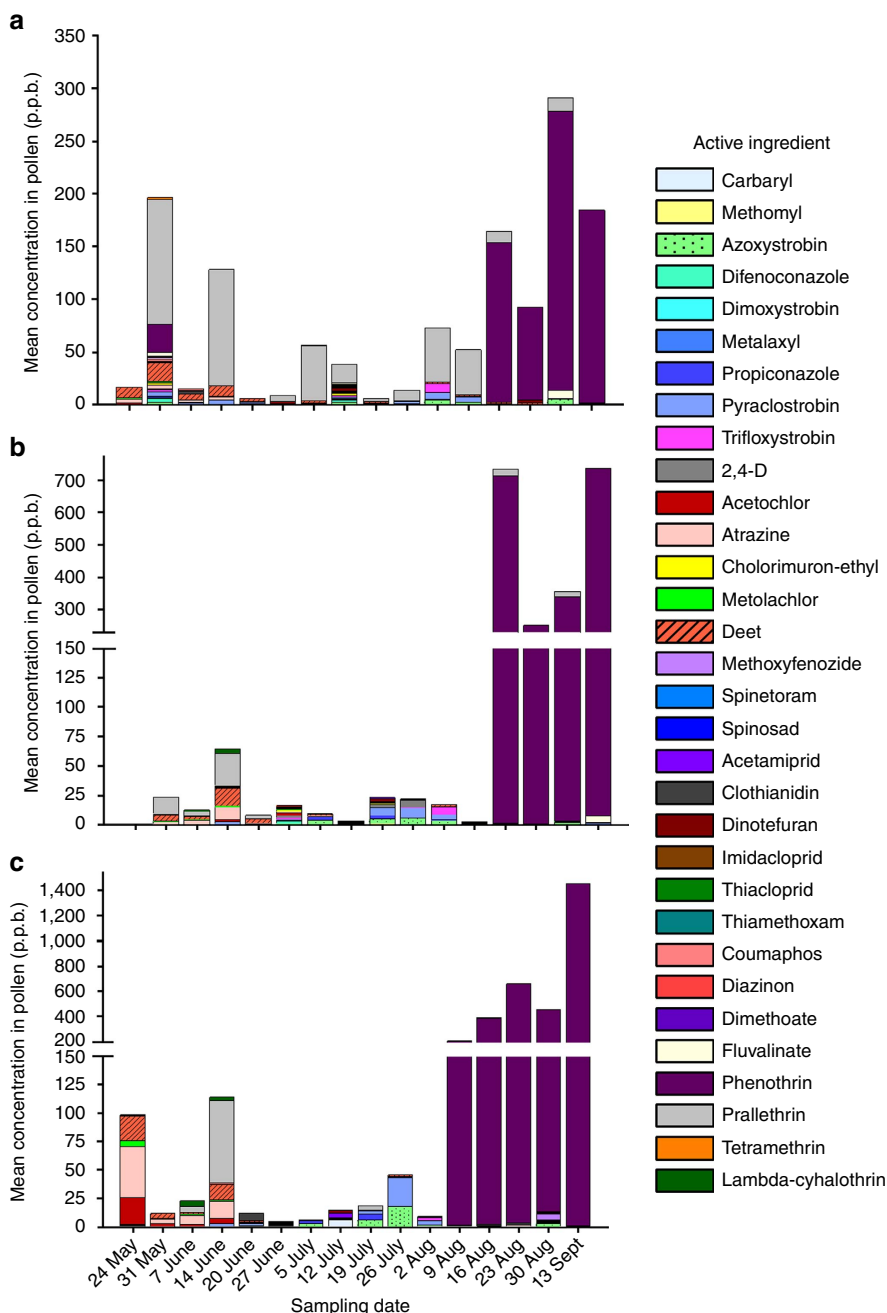 a
350
300
250
200
150
100
50
0
Mean concentration in pollen (p.p.b.)
b
700
600
500
400
300
150
100
75
50
25
0
Mean concentration in pollen (p.p.b.)
c
1,400
1,200
1,000
800
600
400
200
150
125
100
75
50
25
0
Mean concentration in pollen (p.p.b.)
24 May
31 May
7 June
14 June
20 June
27 June
5 July
12 July
19 July
26 July
2 Aug
9 Aug
16 Aug
23 Aug
30 Aug
13 Sept
Sampling date
Active ingredient
Carbaryl
Methomyl
Azoxystrobin
Difenoconazole
Dimoxystrobin
Metalaxyl
Propiconazole
Pyraclostrobin
Trifloxystrobin
2,4-D
Acetochlor
Atrazine
Cholorimuron-ethyl
Metolachlor
Deet
Methoxyfenozide
Spinetoram
Spinosad
Acetamiprid
Clothianidin
Dinotefuran
Imidacloprid
Thiacloprid
Thiamethoxam
Coumaphos
Diazinon
Dimethoate
Fluvalinate
Phenothrin
Prallethrin
Tetramethrin
Lambda-cyhalothrin